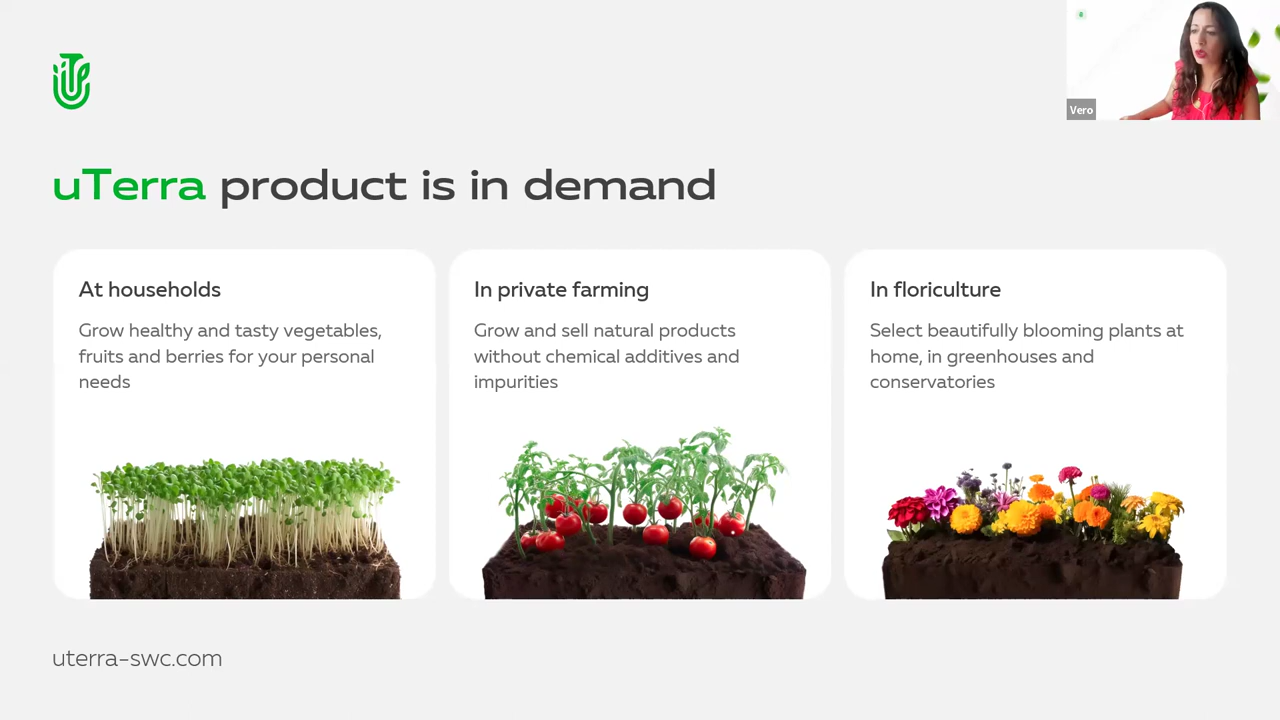 Vero
uTerra product is in demand
At households
Grow healthy and tasty vegetables,
fruits and berries for your personal
needs
In private farming
Grow and sell natural products
without chemical additives and
impurities
In floriculture
Select beautifully blooming plants at
home, in greenhouses and
conservatories
uterra-swc.com